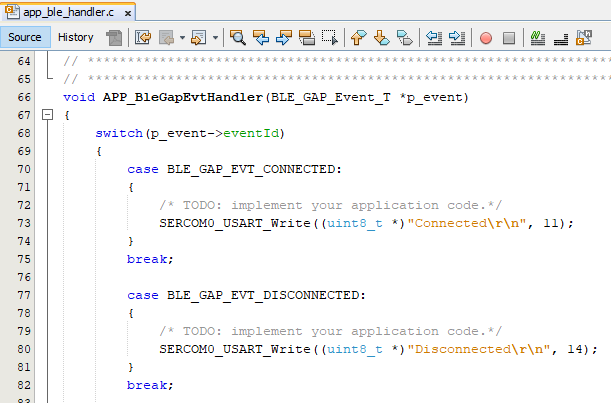 app_ble_handler.c ×
Source History
64 // ************************************************************************
65 // ************************************************************************
66 void APP_BleGapEvtHandler(BLE_GAP_Event_T *p_event)
67 {
68 switch(p_event->eventId)
69 {
70 case BLE_GAP_EVT_CONNECTED:
71 {
72 /* TODO: implement your application code.*/
73 SERCOM0_USART_Write((uint8_t *)"Connected\r\n", 11);
74 }
75 break;
76
77 case BLE_GAP_EVT_DISCONNECTED:
78 {
79 /* TODO: implement your application code.*/
80 SERCOM0_USART_Write((uint8_t *)"Disconnected\r\n", 14);
81 }
82 break;